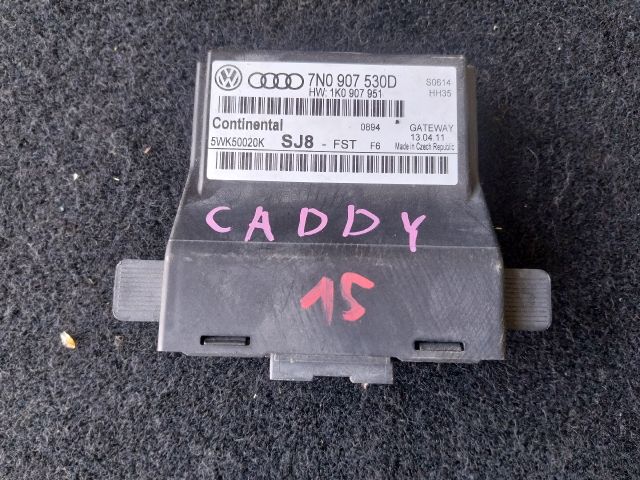 7N0 907 530D S0614
HW: 1K0 907 951 HH35
Continental 0894 GATEWAY
5WK50020K SJ8 - FST F6 13.04.11
Made in Czech Republic
CADDY
15